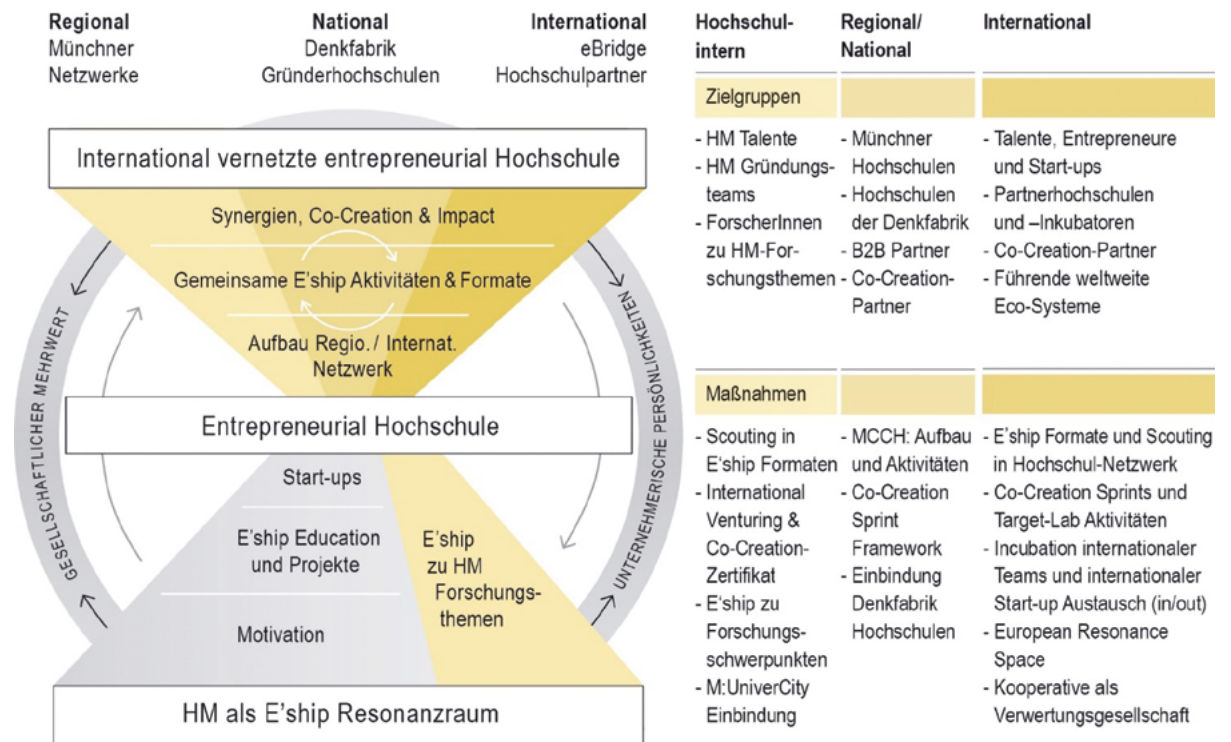 Regional
Münchner
Netzwerke
National
Denkfabrik
Gründerhochschulen
International
eBridge
Hochschulpartner
International vernetzte entrepreneurial Hochschule
Synergien, Co-Creation & Impact
Gemeinsame E'ship Aktivitäten & Formate
Aufbau Regio. / Internat.
Netzwerk
GESELLSCHAFTLICHER MEHRWERT
UNTERNEHMERISCHE PERSÖNLICHKEITEN
Entrepreneurial Hochschule
Start-ups
E'ship Education
und Projekte
Motivation
E'ship
zu HM
Forschungs-
themen
HM als E'ship Resonanzraum
Hochschul-
intern
Regional/
National
International
Zielgruppen
- HM Talente
- HM Gründungs-
teams
- ForscherInnen
zu HM-For-
schungsthemen
- Münchner
Hochschulen
- Hochschulen
der Denkfabrik
- B2B Partner
- Co-Creation-
Partner
- Talente, Entrepreneure
und Start-ups
- Partnerhochschulen
und –Inkubatoren
- Co-Creation-Partner
- Führende weltweite
Eco-Systeme
Maßnahmen
- Scouting in
E'ship Formaten
- International
Venturing &
Co-Creation-
Zertifikat
- E'ship zu
Forschungs-
schwerpunkten
- M:UniverCity
Einbindung
- MCCH: Aufbau
und Aktivitäten
- Co-Creation
Sprint
Framework
- Einbindung
Denkfabrik
Hochschulen
- E'ship Formate und Scouting
in Hochschul-Netzwerk
- Co-Creation Sprints und
Target-Lab Aktivitäten
- Incubation internationaler
Teams und internationaler
Start-up Austausch (in/out)
- European Resonance
Space
- Kooperative als
Verwertungsgesellschaft